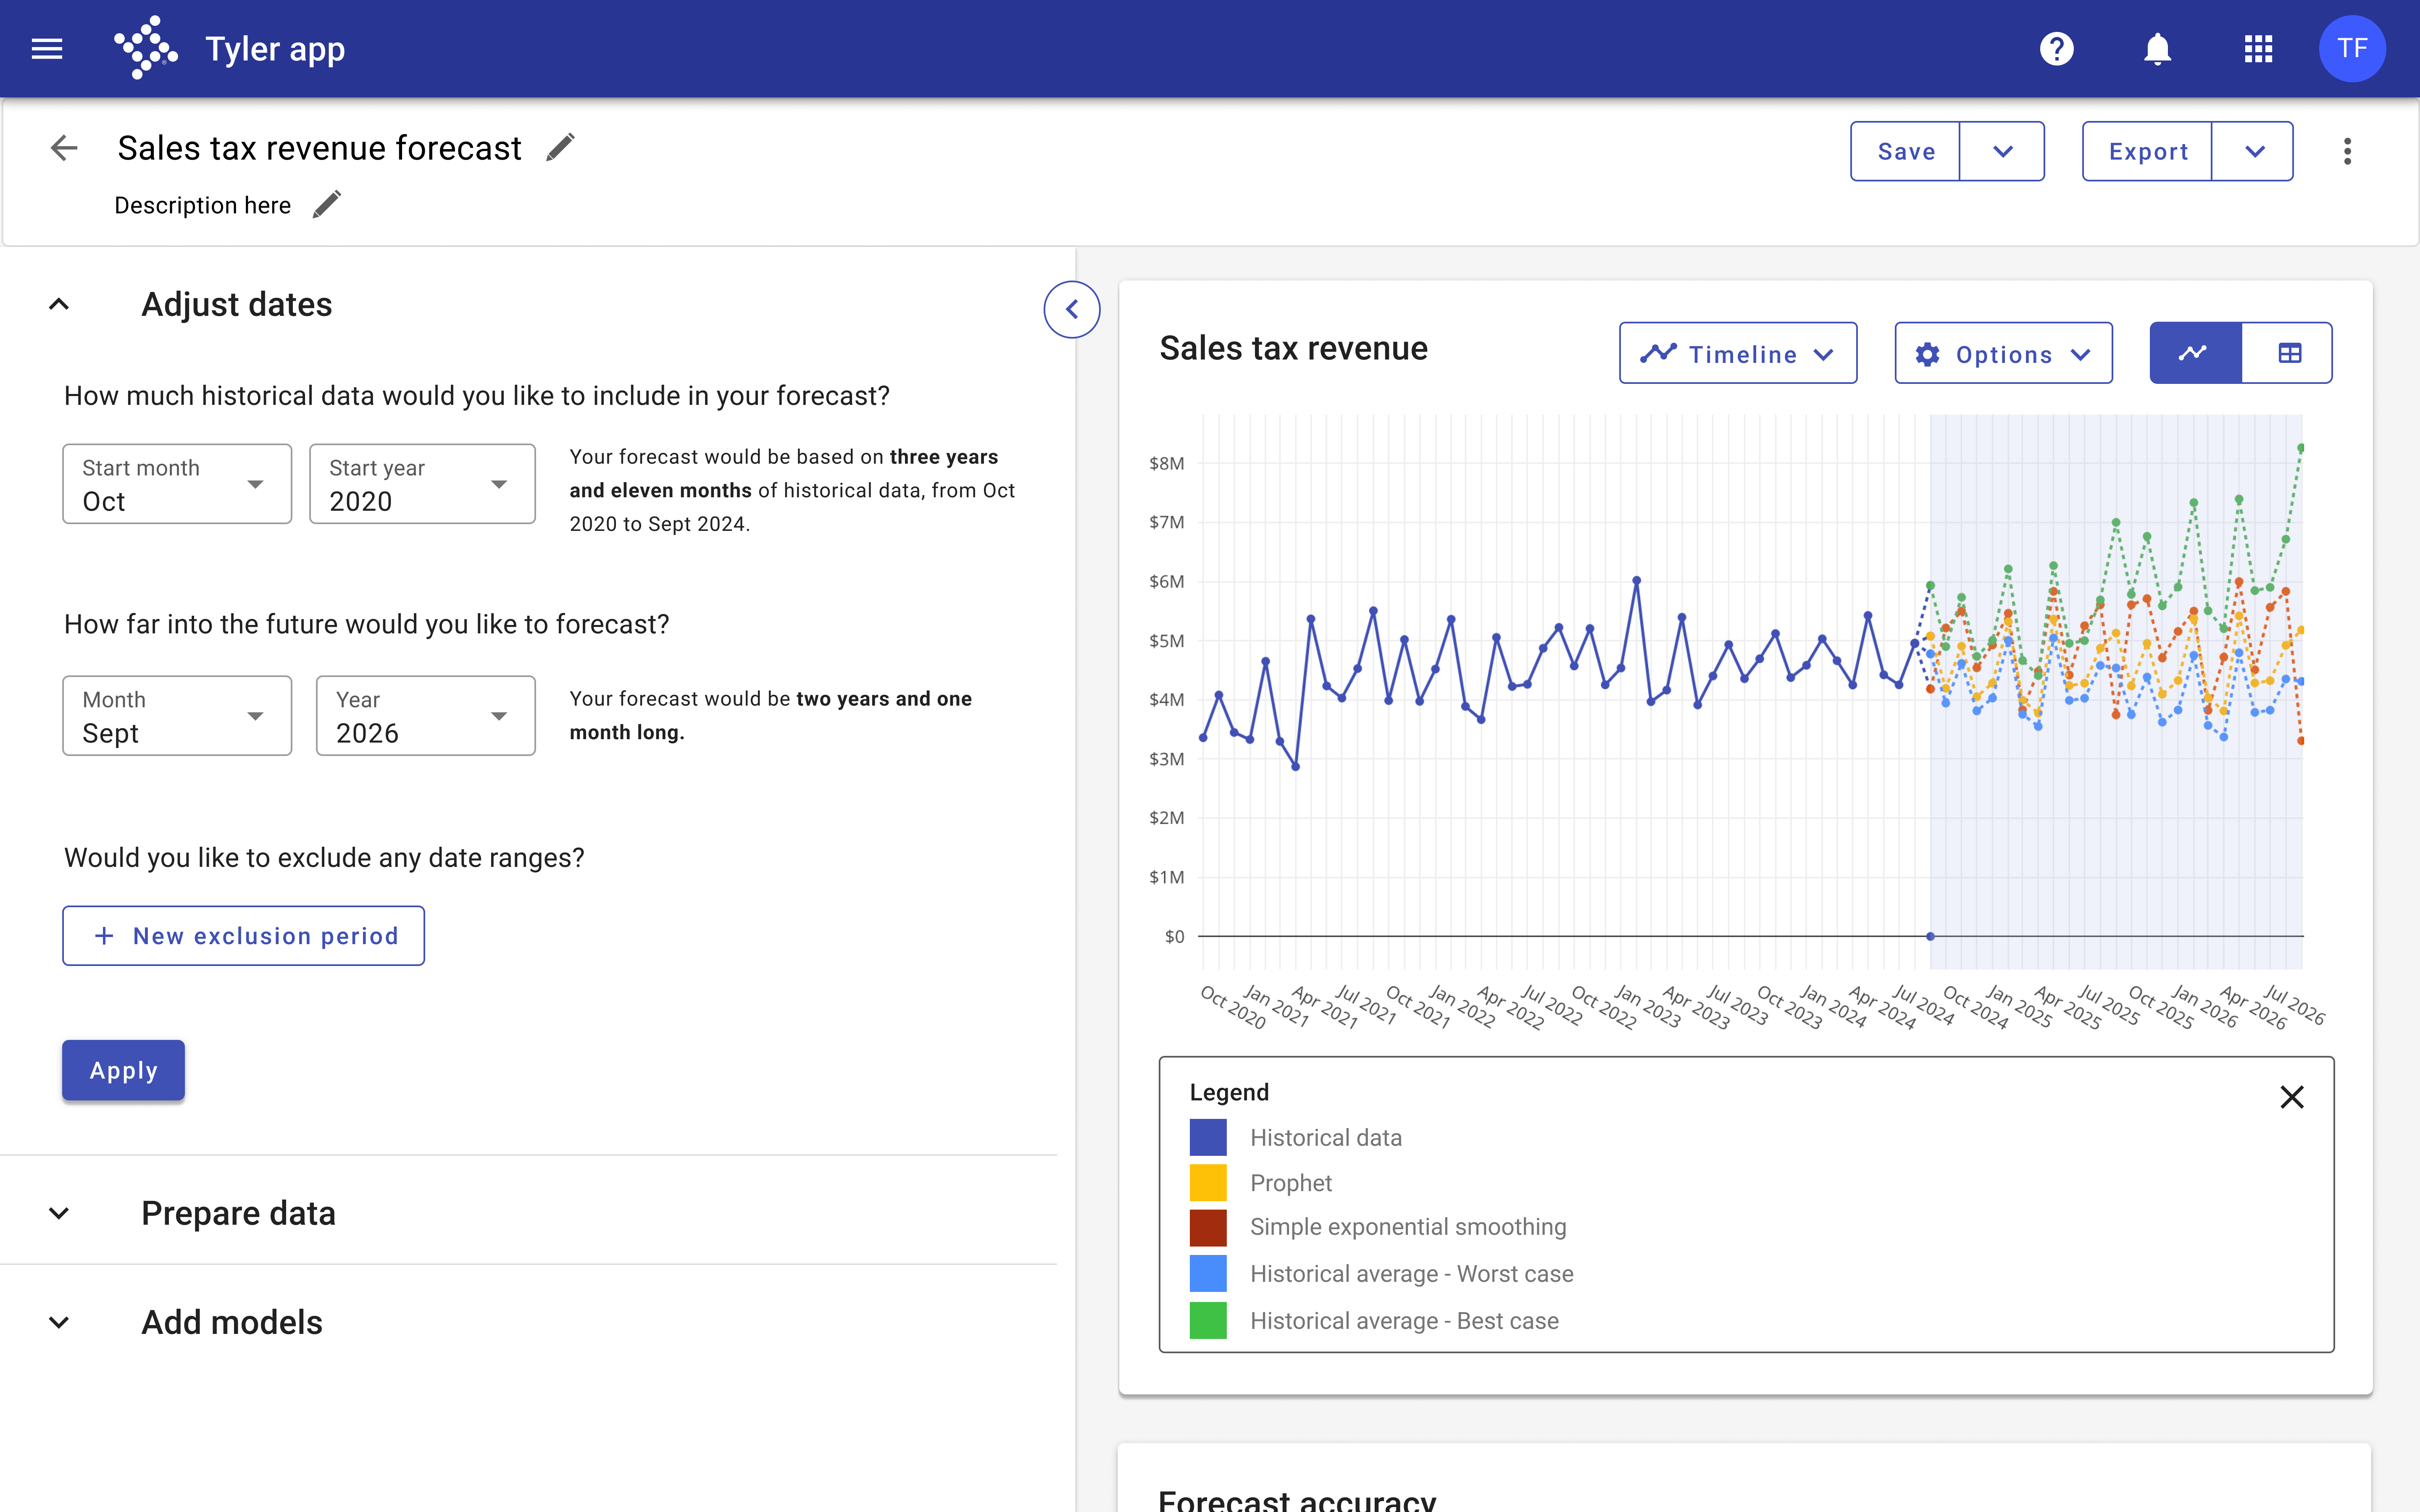 Tyler app
TF
Sales tax revenue forecast
Save
Export
Description here
Adjust dates
How much historical data would you like to include in your forecast?
Start month
Oct
Start year
2020
Your forecast would be based on three years
and eleven months of historical data, from Oct
2020 to Sept 2024.
How far into the future would you like to forecast?
Month
Sept
Year
2026
Your forecast would be two years and one
month long.
Would you like to exclude any date ranges?
New exclusion period
Apply
Prepare data
Add models
Sales tax revenue
Timeline
Options
$8M
$7M
$6M
$5M
$4M
$3M
$2M
$1M
$0
Oct 2020
Jan 2021
Apr 2021
Jul 2021
Oct 2021
Jan 2022
Apr 2022
Jul 2022
Oct 2022
Jan 2023
Apr 2023
Jul 2023
Oct 2023
Jan 2024
Apr 2024
Jul 2024
Oct 2024
Jan 2025
Apr 2025
Jul 2025
Oct 2025
Jan 2026
Apr 2026
Jul 2026
Legend
Historical data
Prophet
Simple exponential smoothing
Historical average - Worst case
Historical average - Best case
Forecast accuracy